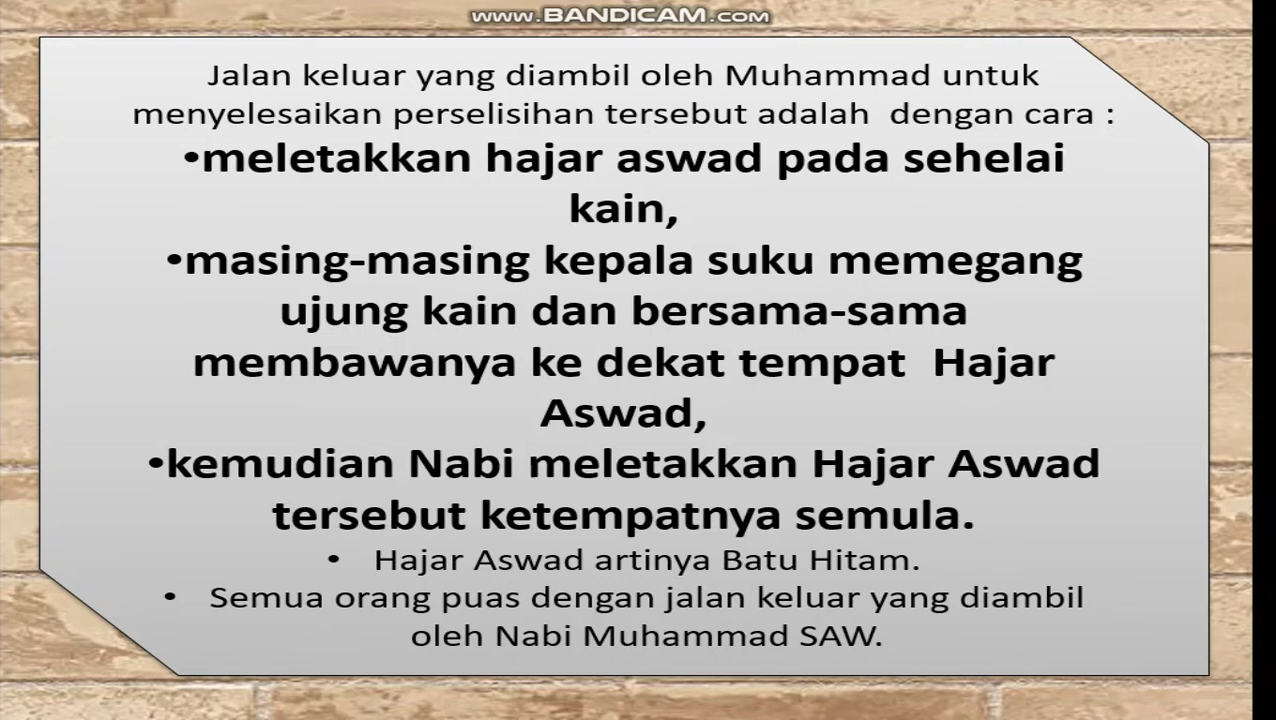 www.BANDICAM.com
Jalan keluar yang diambil oleh Muhammad untuk
menyelesaikan perselisihan tersebut adalah  dengan cara :
•meletakkan hajar aswad pada sehelai
kain,
•masing-masing kepala suku memegang
ujung kain dan bersama-sama
membawanya ke dekat tempat  Hajar
Aswad,
•kemudian Nabi meletakkan Hajar Aswad
tersebut ketempatnya semula.
• Hajar Aswad artinya Batu Hitam.
• Semua orang puas dengan jalan keluar yang diambil
oleh Nabi Muhammad SAW.